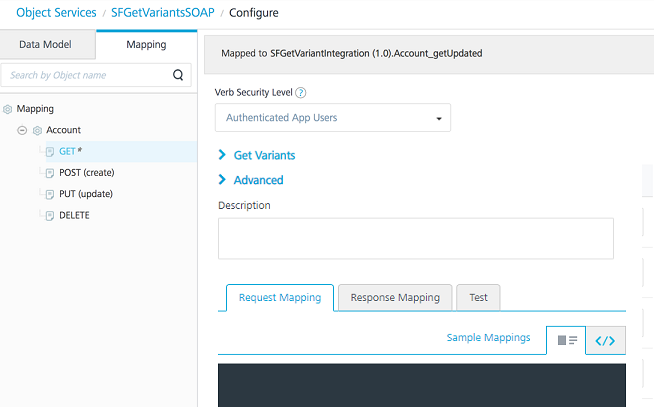 Object Services / SFGetVariantsSOAP / Configure
Data Model
Mapping
Search by Object name
Mapping
Account
GET *
POST (create)
PUT (update)
DELETE
Mapped to SFGetVariantIntegration (1.0).Account_getUpdated
Verb Security Level ?
Authenticated App Users
Get Variants
Advanced
Description
Request Mapping
Response Mapping
Test
Sample Mappings
</>